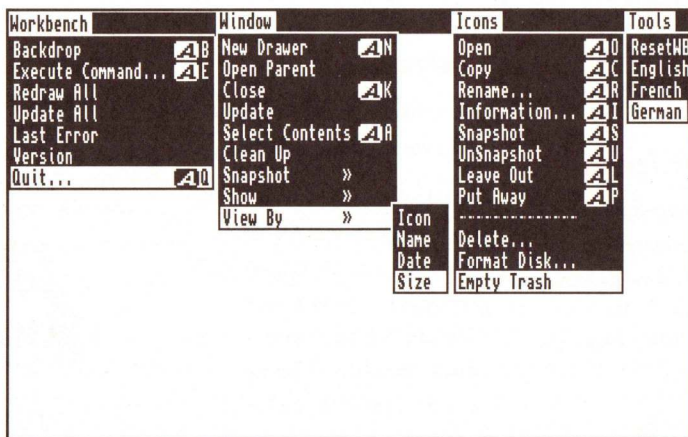 Workbench
Backdrop AB
Execute Command... AE
Redraw All
Update All
Last Error
Version
Quit... AQ
Window
New Drawer AN
Open Parent
Close AK
Update
Select Contents AA
Clean Up
Snapshot »
Show »
View By »
Icon
Name
Date
Size
Icons
Open AO
Copy AC
Rename... AR
Information... AI
Snapshot AS
UnSnapshot AU
Leave Out AL
Put Away AP
---------------
Delete...
Format Disk...
Empty Trash
Tools
ResetWB
English
French
German